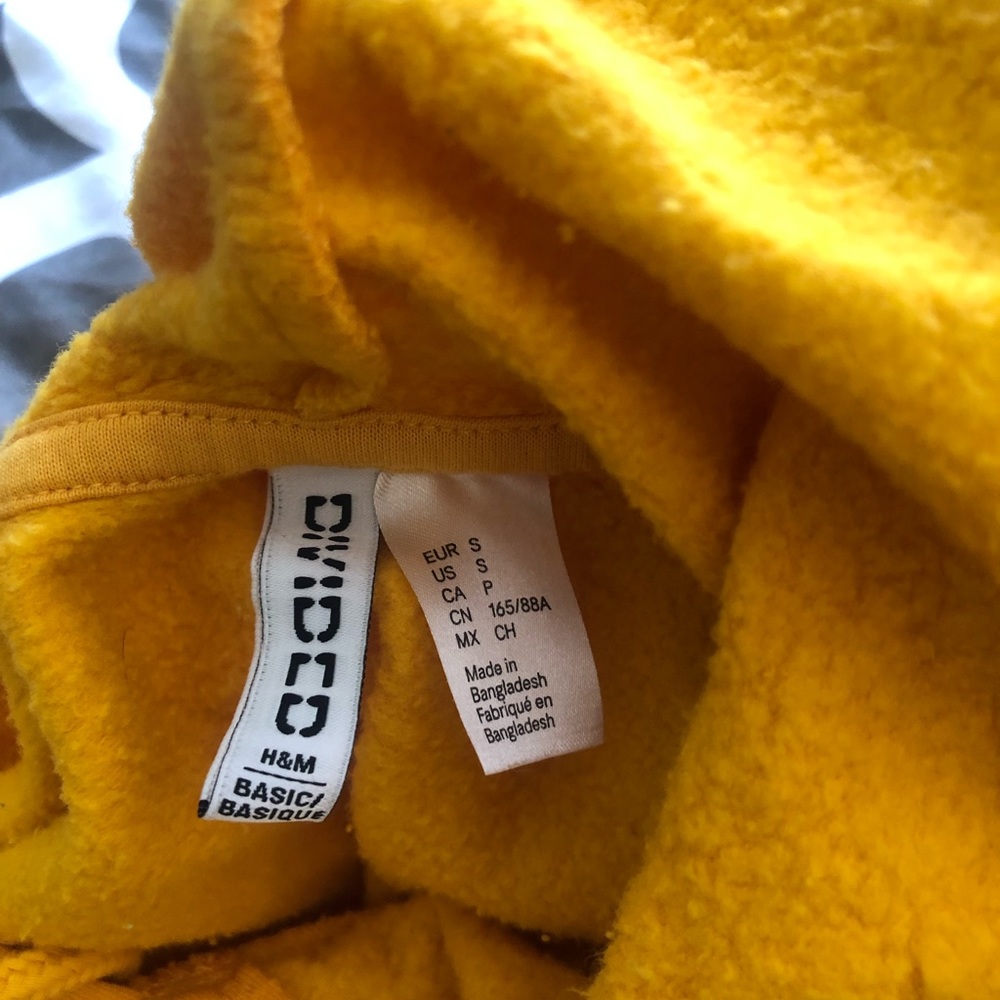 DIVIDED
H&M
BASIC/
BASIQUE
EUR S
US S
CA P
CN 165/88A
MX CH
Made in
Bangladesh
Fabriqué en
Bangladesh